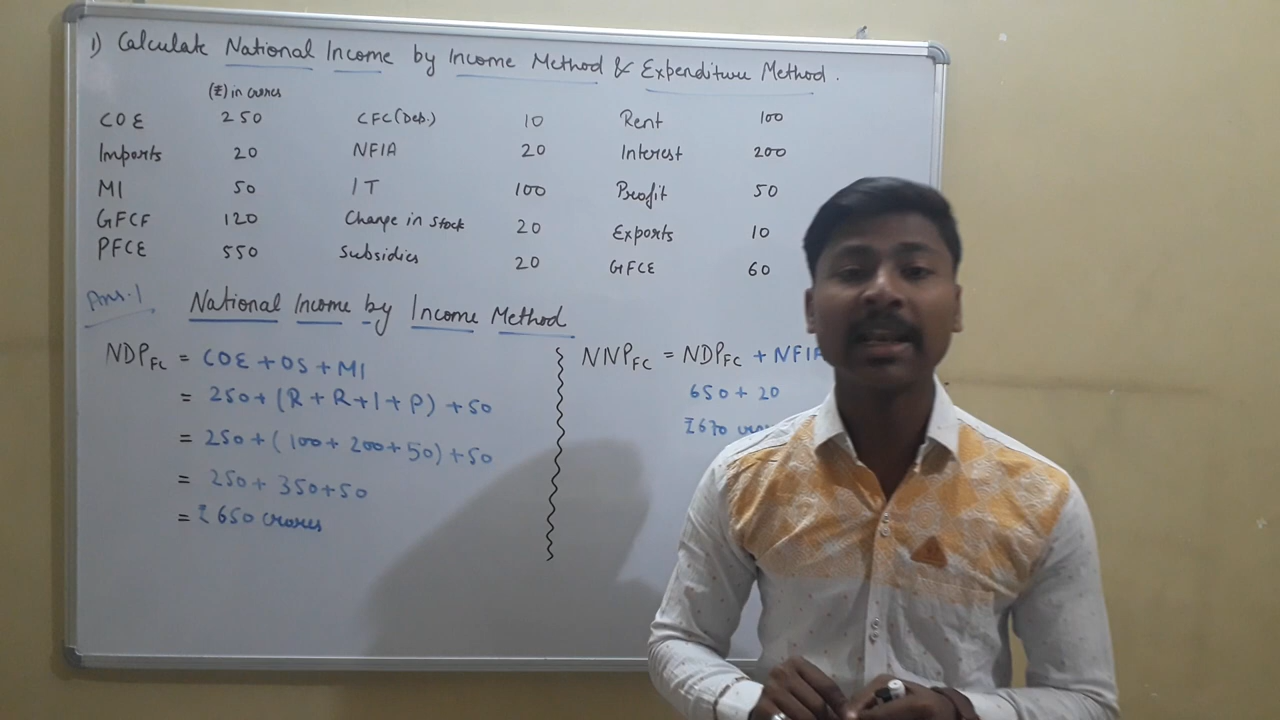 1) Calculate National Income by Income Method & Expenditure Method.
(₹) in crores
COE 250 CFC(Dep.) 10 Rent 100
Imports 20 NFIA 20 Interest 200
MI 50 IT 100 Profit 50
GFCF 120 Change in Stock 20 Exports 10
PFCE 550 Subsidies 20 GFCE 60
Ans.1 National Income by Income Method
NDPFC = COE + OS + MI
= 250 + (R + R + I + P) + 50
= 250 + (100 + 200 + 50) + 50
= 250 + 350 + 50
= ₹ 650 crores
NNPFC = NDPFC + NFIA
650 + 20
₹670